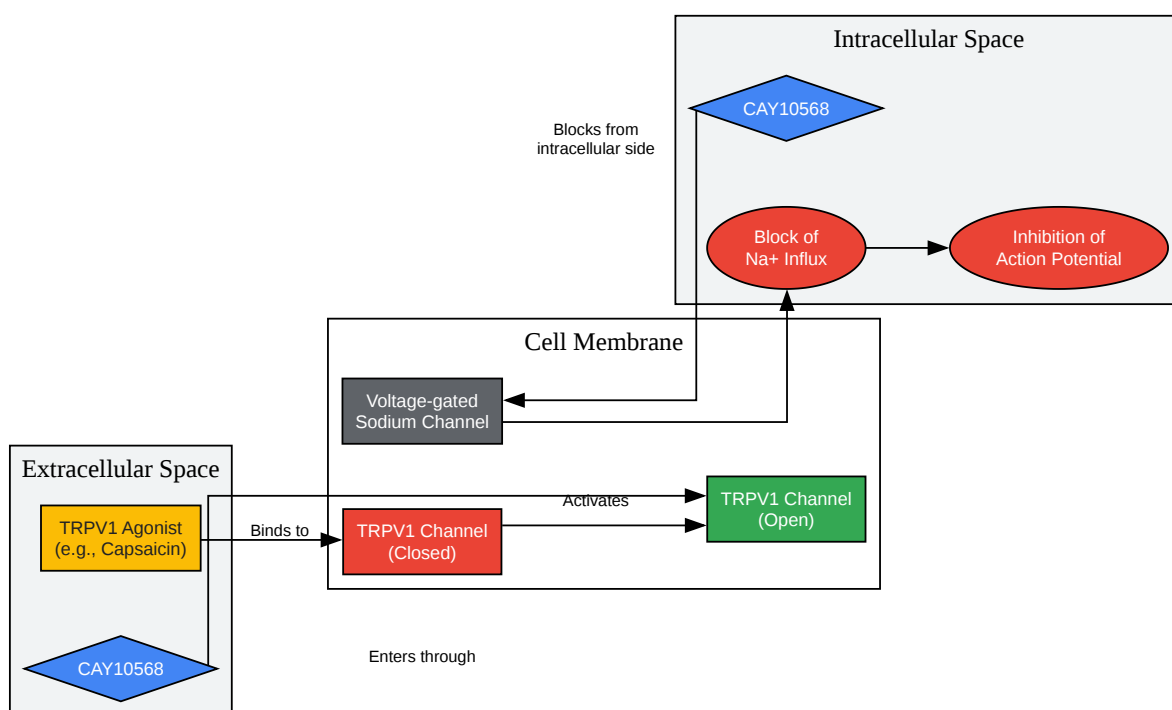 Intracellular Space
CAY10568
Blocks from
intracellular side
Block of
Na+ Influx
Inhibition of
Action Potential
Cell Membrane
Voltage-gated
Sodium Channel
Extracellular Space
TRPV1 Agonist
(e.g., Capsaicin)
Binds to
TRPV1 Channel
(Closed)
Activates
TRPV1 Channel
(Open)
CAY10568
Enters through